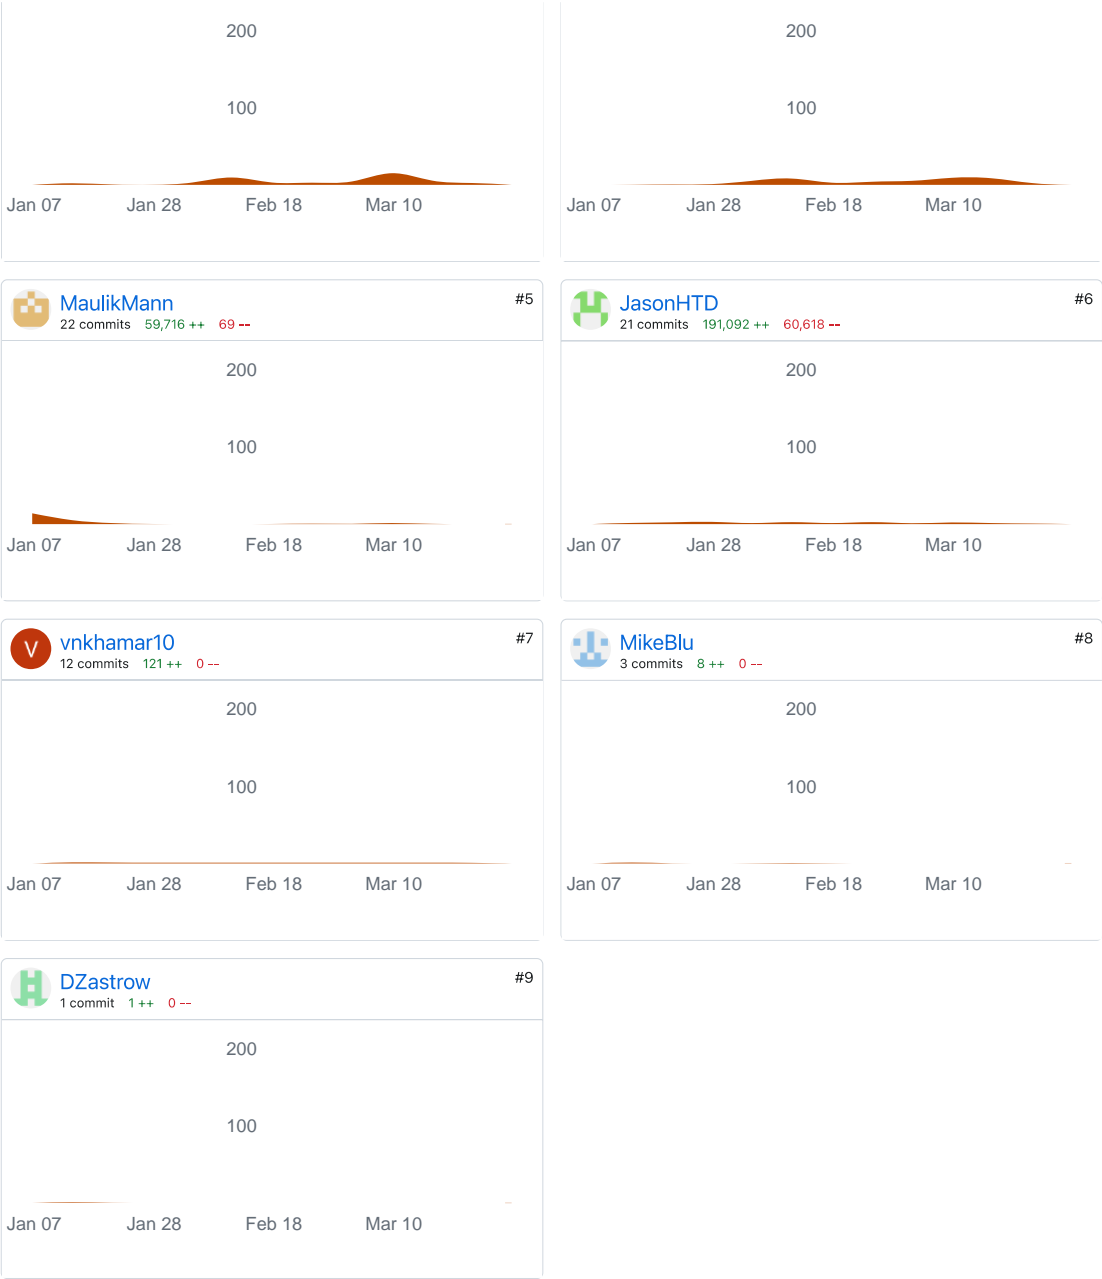 200
100
Jan 07 Jan 28 Feb 18 Mar 10
200
100
Jan 07 Jan 28 Feb 18 Mar 10
MaulikMann #5
22 commits 59,716 ++ 69 --
200
100
Jan 07 Jan 28 Feb 18 Mar 10
JasonHTD #6
21 commits 191,092 ++ 60,618 --
200
100
Jan 07 Jan 28 Feb 18 Mar 10
V vnkhamar10 #7
12 commits 121 ++ 0 --
200
100
Jan 07 Jan 28 Feb 18 Mar 10
MikeBlu #8
3 commits 8 ++ 0 --
200
100
Jan 07 Jan 28 Feb 18 Mar 10
DZastrow #9
1 commit 1 ++ 0 --
200
100
Jan 07 Jan 28 Feb 18 Mar 10